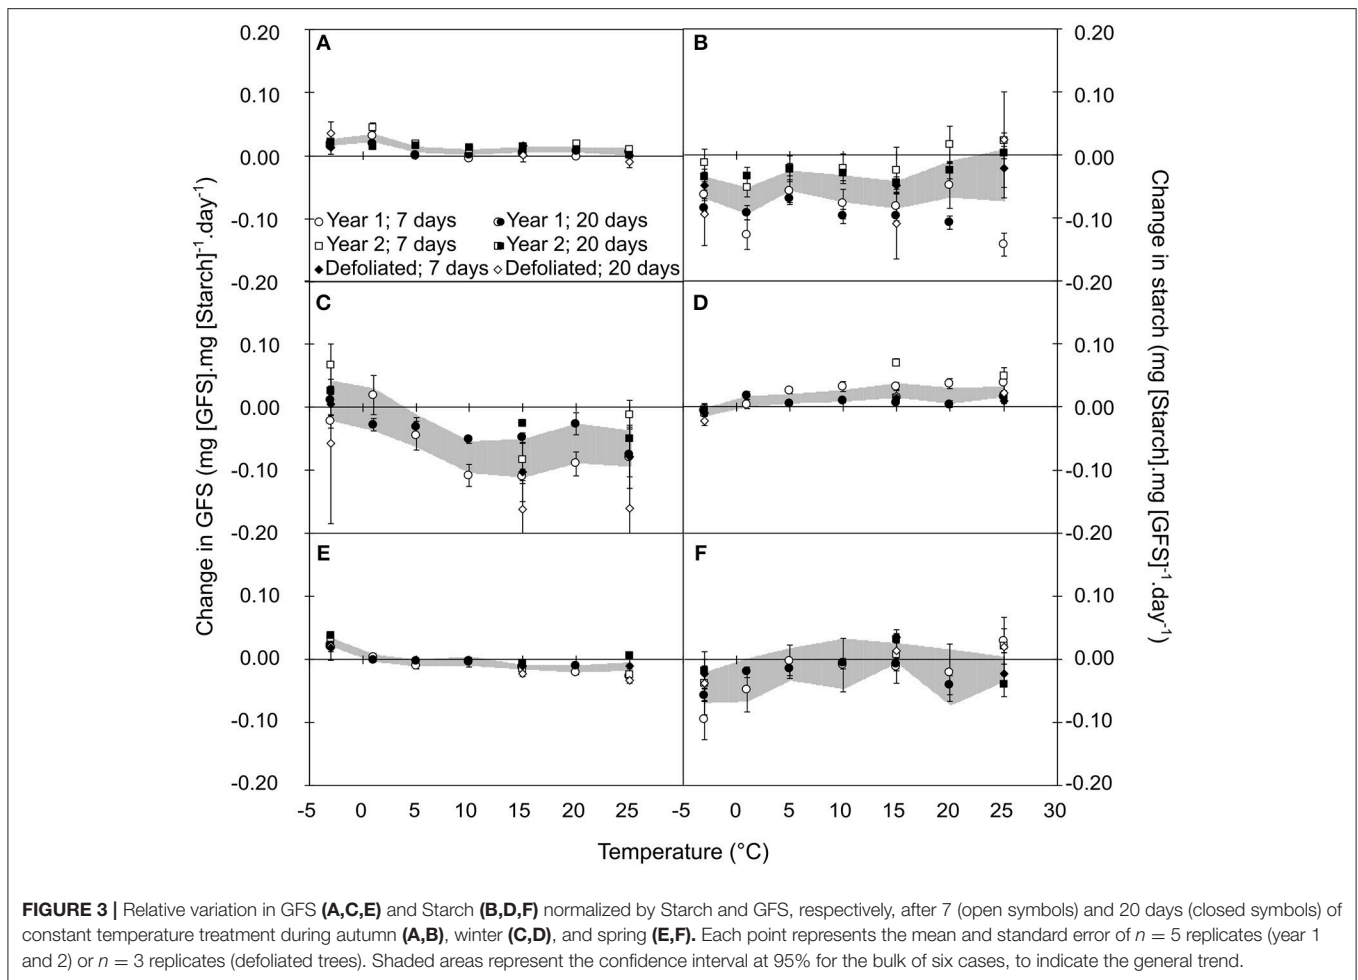 0.20 A B 0.20
0.10 0.10
0.00 0.00
-0.10 -0.10
○Year 1; 7 days ●Year 1; 20 days
□Year 2; 7 days ■Year 2; 20 days
◆Defoliated; 7 days ◇Defoliated; 20 days
-0.20 -0.20
C D
0.10 0.10
0.00 0.00
-0.10 -0.10
-0.20 -0.20
E F
0.10 0.10
0.00 0.00
-0.10 -0.10
-0.20 -0.20
-5 0 5 10 15 20 25 -5 0 5 10 15 20 25 30
Change in GFS (mg [GFS].mg [Starch]⁻¹.day⁻¹)
Change in starch (mg [Starch].mg [GFS]⁻¹.day⁻¹)
Temperature (°C)
FIGURE 3 | Relative variation in GFS (A,C,E) and Starch (B,D,F) normalized by Starch and GFS, respectively, after 7 (open symbols) and 20 days (closed symbols) of
constant temperature treatment during autumn (A,B), winter (C,D), and spring (E,F). Each point represents the mean and standard error of n = 5 replicates (year 1
and 2) or n = 3 replicates (defoliated trees). Shaded areas represent the confidence interval at 95% for the bulk of six cases, to indicate the general trend.